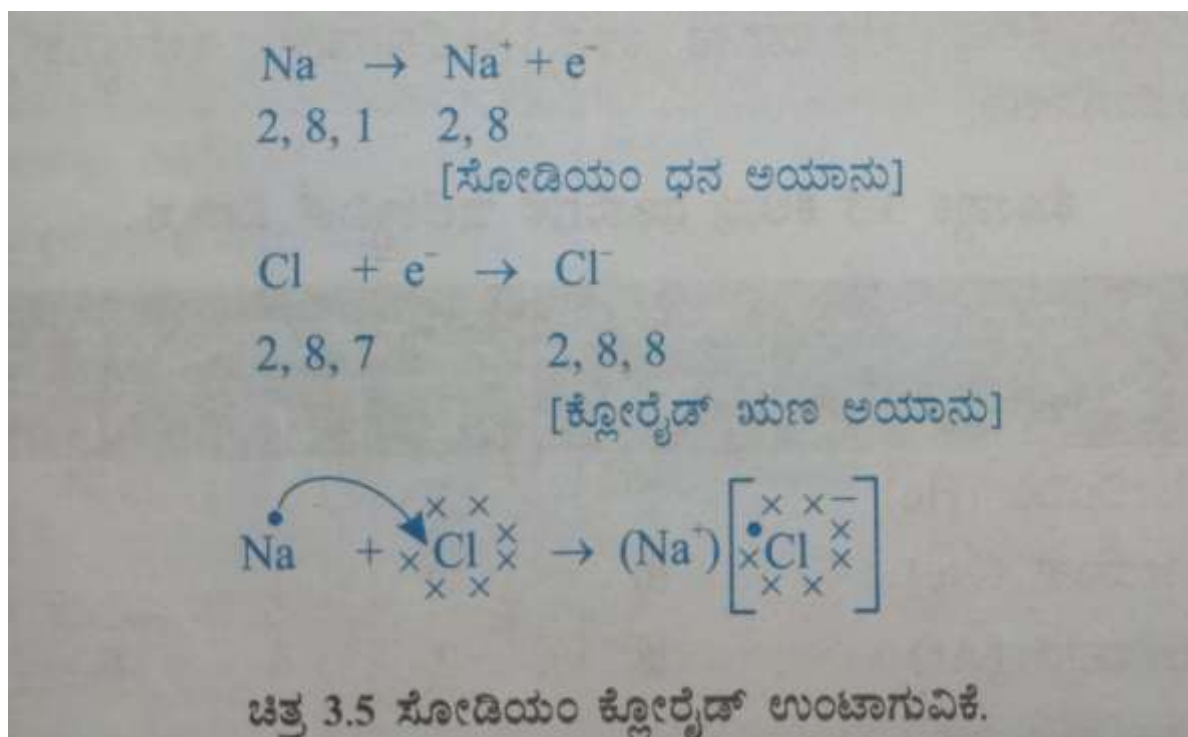 Na → Na⁺ + e⁻
2, 8, 1 2, 8
[ಸೋಡಿಯಂ ಧನ ಅಯಾನು]
Cl + e⁻ → Cl⁻
2, 8, 7 2, 8, 8
[ಕ್ಲೋರೈಡ್ ಋಣ ಅಯಾನು]
Na + Cl → (Na⁺) [Cl]⁻
ಚಿತ್ರ 3.5 ಸೋಡಿಯಂ ಕ್ಲೋರೈಡ್ ಉಂಟಾಗುವಿಕೆ.